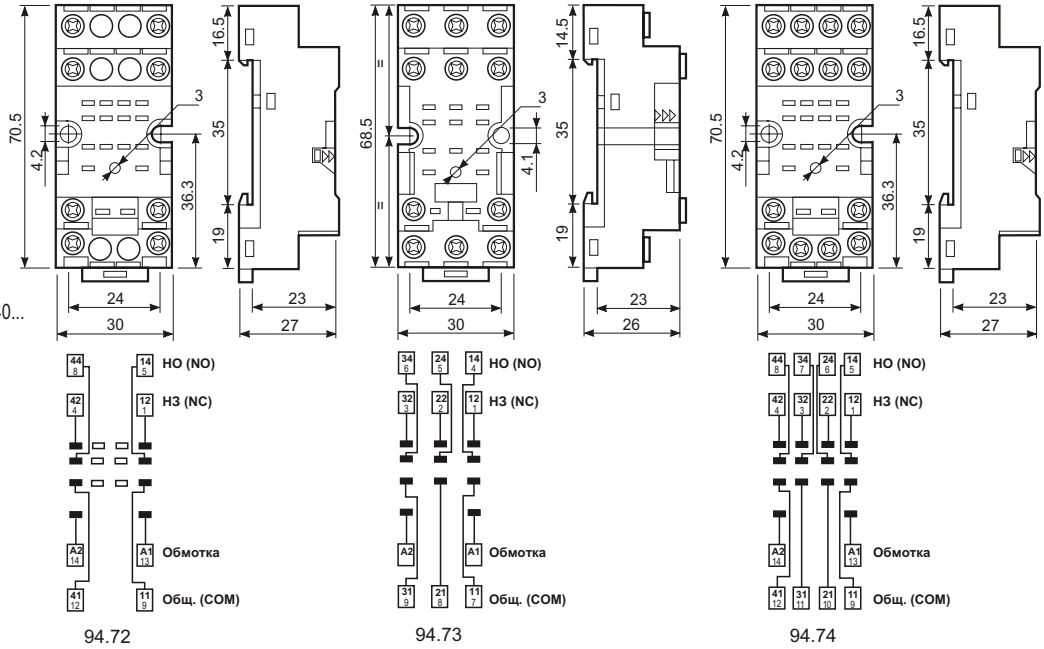 70.5
4.2
3
36.3
24
30
16.5
35
19
23
27
68.5
=
=
3
4.1
24
30
14.5
35
19
23
26
70.5
4.2
3
36.3
24
30
16.5
35
19
23
27
0...
44 14 НО (NO)
8 5
42 12 НЗ (NC)
4 1
A2 A1 Обмотка
14 13
41 11 Общ. (COM)
12 9
94.72
34 24 14 НО (NO)
6 5 4
32 22 12 НЗ (NC)
3 2 1
A2 A1 Обмотка
31 21 11 Общ. (COM)
9 8 7
94.73
44 34 24 14 НО (NO)
8 7 6 5
42 32 22 12 НЗ (NC)
4 3 2 1
A2 A1 Обмотка
14 13
41 31 21 11 Общ. (COM)
12 11 10 9
94.74